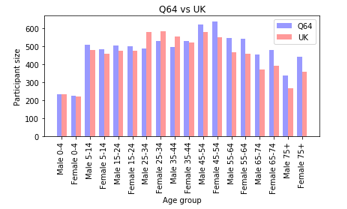 Q64 vs UK
Q64
UK
Participant size
600
500
400
300
200
100
0
Male 0-4
Female 0-4
Male 5-14
Female 5-14
Male 15-24
Female 15-24
Male 25-34
Female 25-34
Male 35-44
Female 35-44
Male 45-54
Female 45-54
Male 55-64
Female 55-64
Male 65-74
Female 65-74
Male 75+
Female 75+
Age group